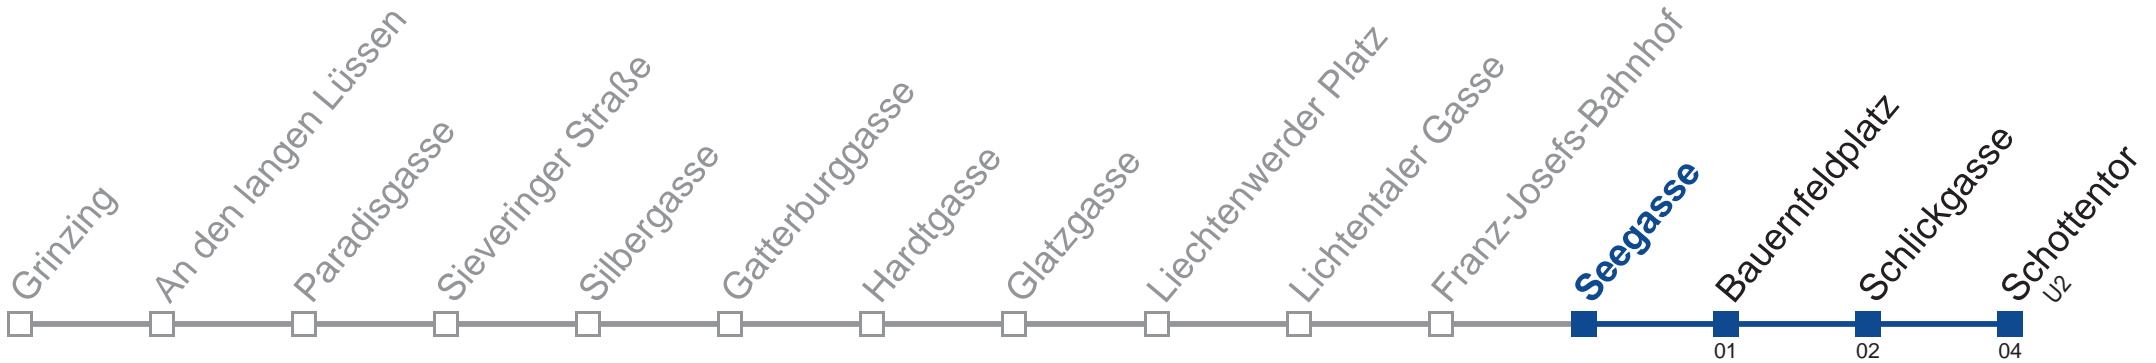 Grinzing
An den langen Lüssen
Paradisgasse
Sieveringer Straße
Silbergasse
Gatterburggasse
Hardtgasse
Glatzgasse
Liechtenwerder Platz
Lichtentaler Gasse
Franz-Josefs-Bahnhof
Seegasse
Bauernfeldplatz
Schlickgasse
Schottentor
U2
01
02
04